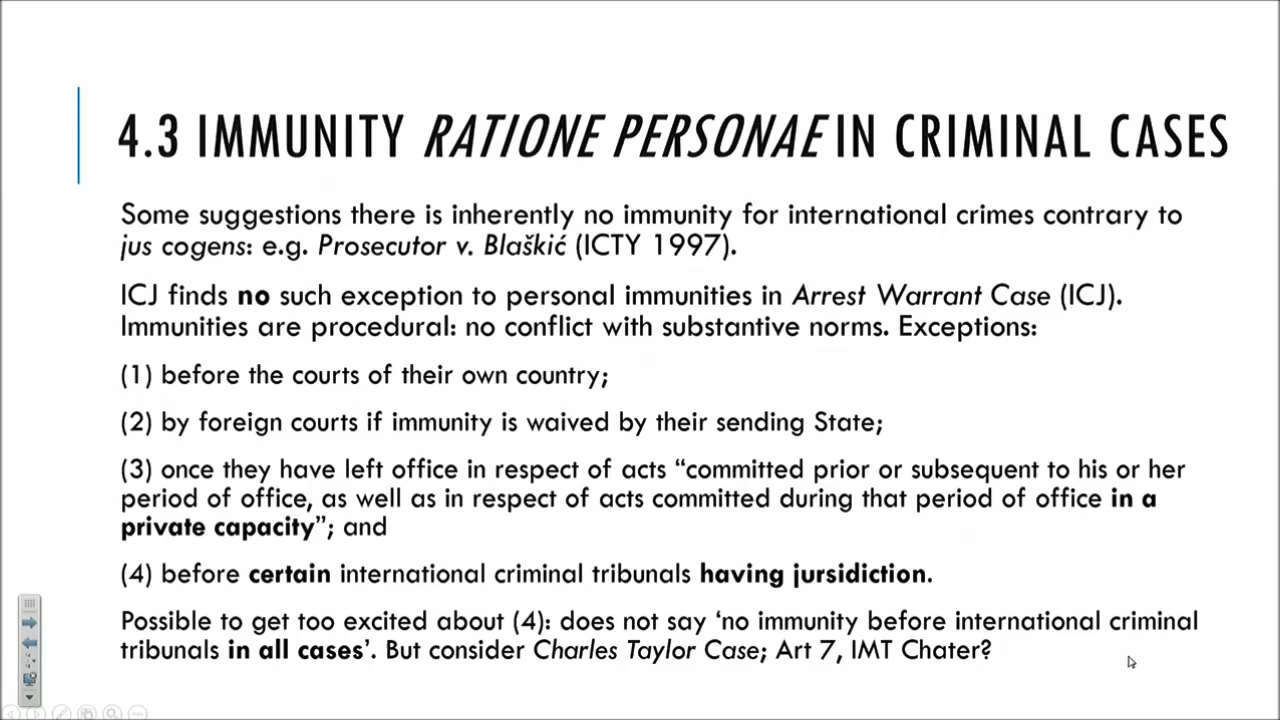 4.3 IMMUNITY RATIONE PERSONAE IN CRIMINAL CASES
Some suggestions there is inherently no immunity for international crimes contrary to
jus cogens: e.g. Prosecutor v. Blaškić (ICTY 1997).
ICJ finds no such exception to personal immunities in Arrest Warrant Case (ICJ).
Immunities are procedural: no conflict with substantive norms. Exceptions:
(1) before the courts of their own country;
(2) by foreign courts if immunity is waived by their sending State;
(3) once they have left office in respect of acts “committed prior or subsequent to his or her
period of office, as well as in respect of acts committed during that period of office in a
private capacity”; and
(4) before certain international criminal tribunals having jursidiction.
Possible to get too excited about (4): does not say ‘no immunity before international criminal
tribunals in all cases’. But consider Charles Taylor Case; Art 7, IMT Chater?